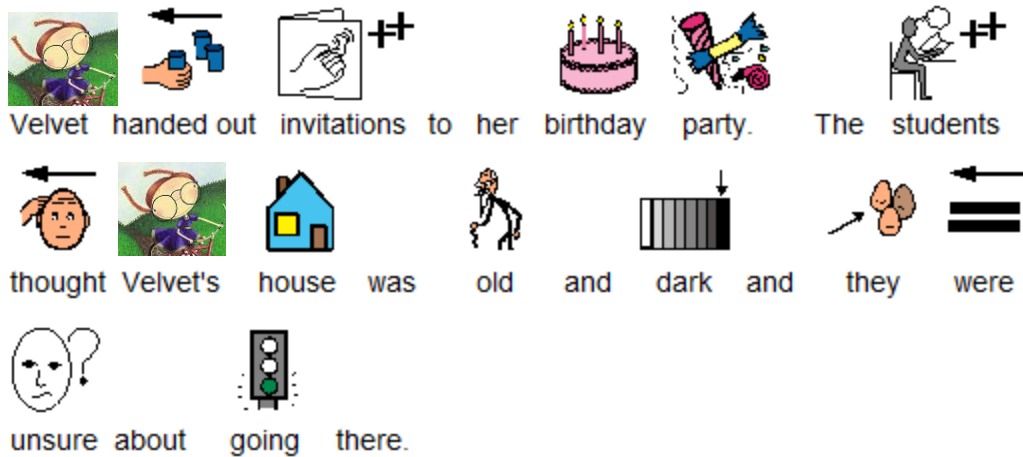 Velvet handed out invitations to her birthday party. The students
thought Velvet's house was old and dark and they were
unsure about going there.